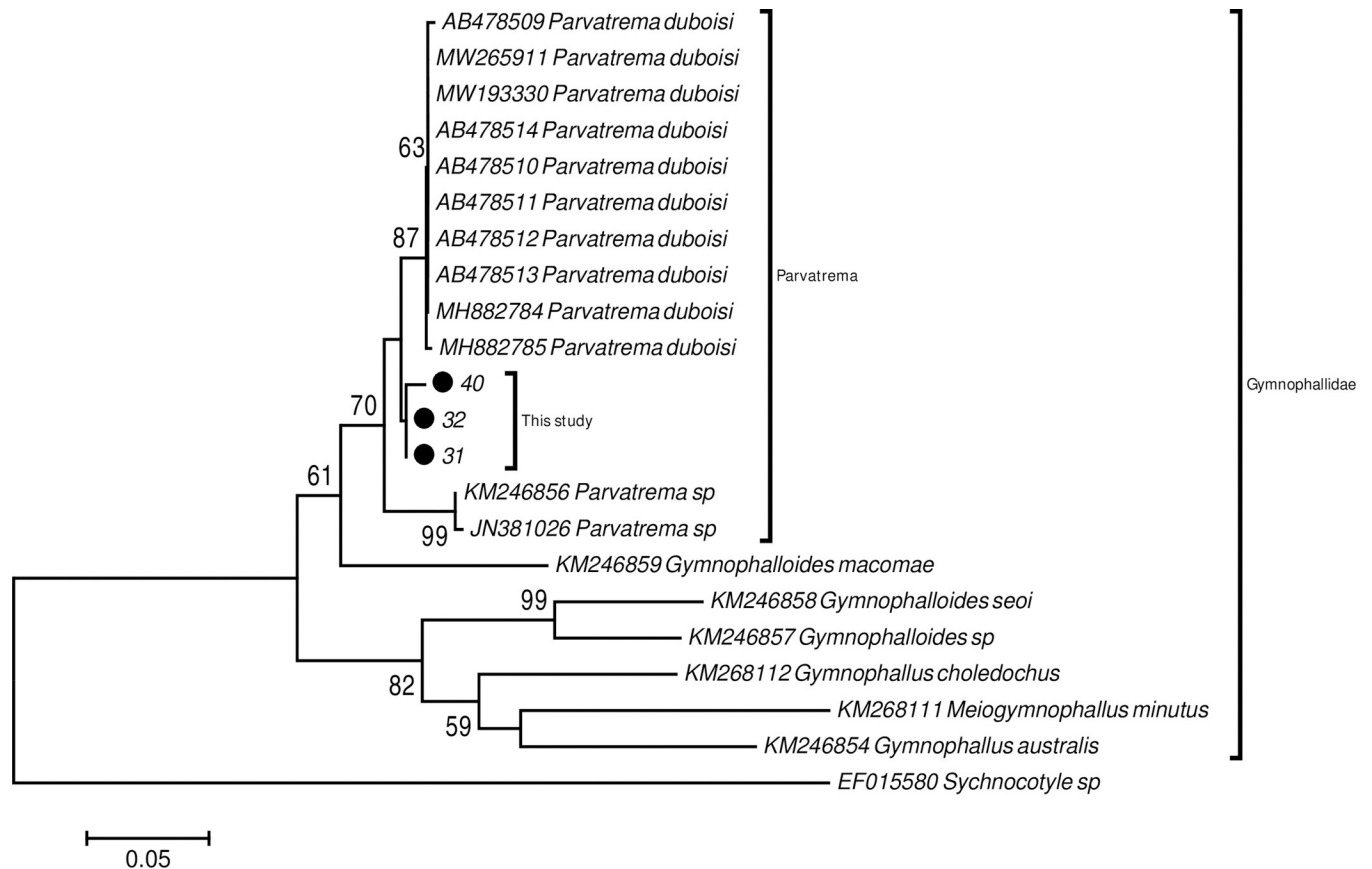 AB478509 Parvatrema duboisi
MW265911 Parvatrema duboisi
MW193330 Parvatrema duboisi
AB478514 Parvatrema duboisi
63
AB478510 Parvatrema duboisi
AB478511 Parvatrema duboisi
87
AB478512 Parvatrema duboisi
AB478513 Parvatrema duboisi
Parvatrema
MH882784 Parvatrema duboisi
MH882785 Parvatrema duboisi
40
Gymnophallidae
70
32
This study
31
61
KM246856 Parvatrema sp
JN381026 Parvatrema sp
99
KM246859 Gymnophalloides macomae
99
KM246858 Gymnophalloides seoi
KM246857 Gymnophalloides sp
KM268112 Gymnophallus choledochus
82
KM268111 Meiogymnophallus minutus
59
KM246854 Gymnophallus australis
EF015580 Sychnocotyle sp
0.05